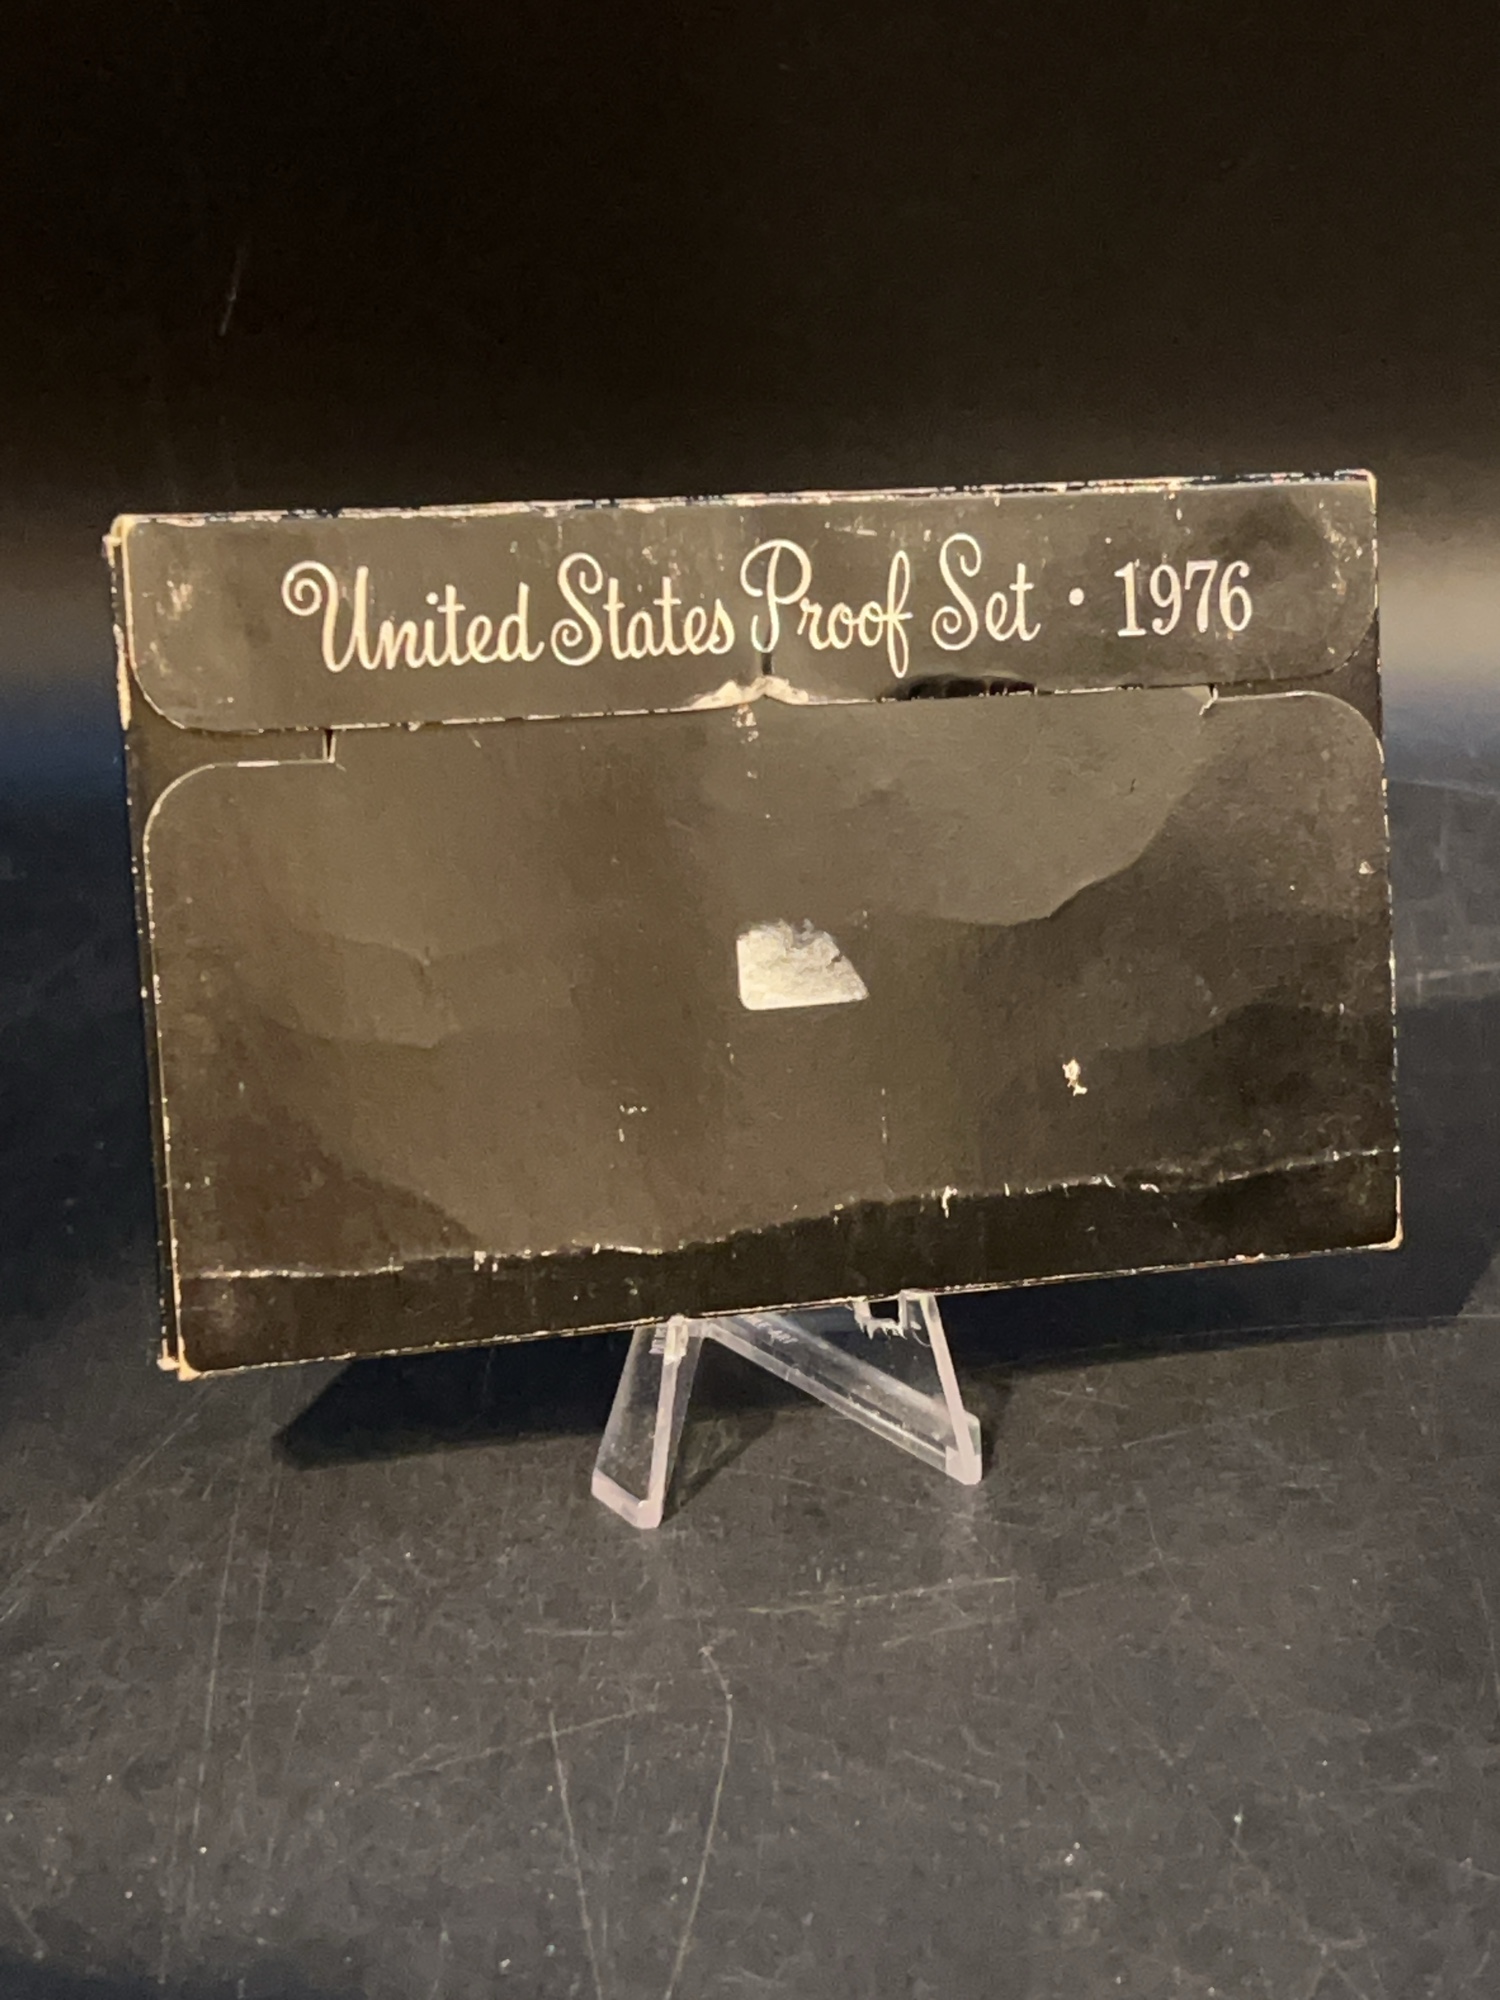 United States Proof Set • 1976